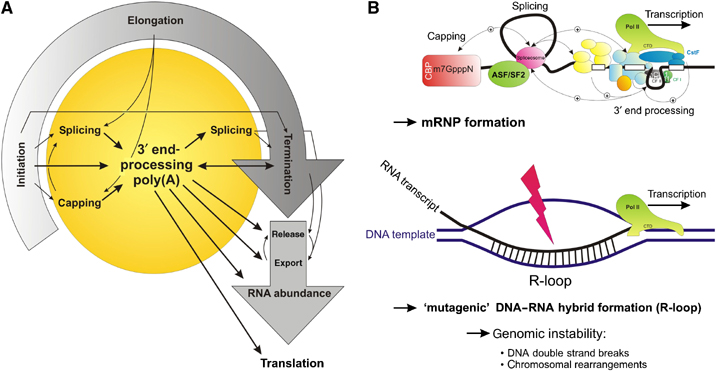 A
Elongation
Initiation
Splicing
Splicing
3′ end-
processing
poly(A)
Capping
Termination
Release
Export
RNA abundance
Translation
B
Splicing
Transcription
Capping
Pol II
CTD
CstF
CBP
m7GpppN
Spliceosome
ASF/SF2
CF I
3′ end processing
mRNP formation
RNA transcript
Transcription
Pol II
CTD
DNA template
R-loop
‘mutagenic’ DNA–RNA hybrid formation (R-loop)
Genomic instability:
• DNA double strand breaks
• Chromosomal rearrangements